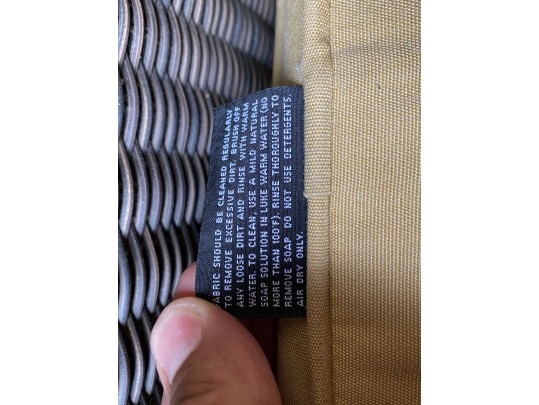 FABRIC SHOULD BE CLEANED REGULARLY
TO REMOVE EXCESSIVE DIRT. BRUSH OFF
ANY LOOSE DIRT AND RINSE WITH WARM
WATER. TO CLEAN, USE A MILD NATURAL
SOAP SOLUTION IN LUKE WARM WATER (NO
MORE THAN 100°F). RINSE THOROUGHLY TO
REMOVE SOAP. DO NOT USE DETERGENTS.
AIR DRY ONLY.